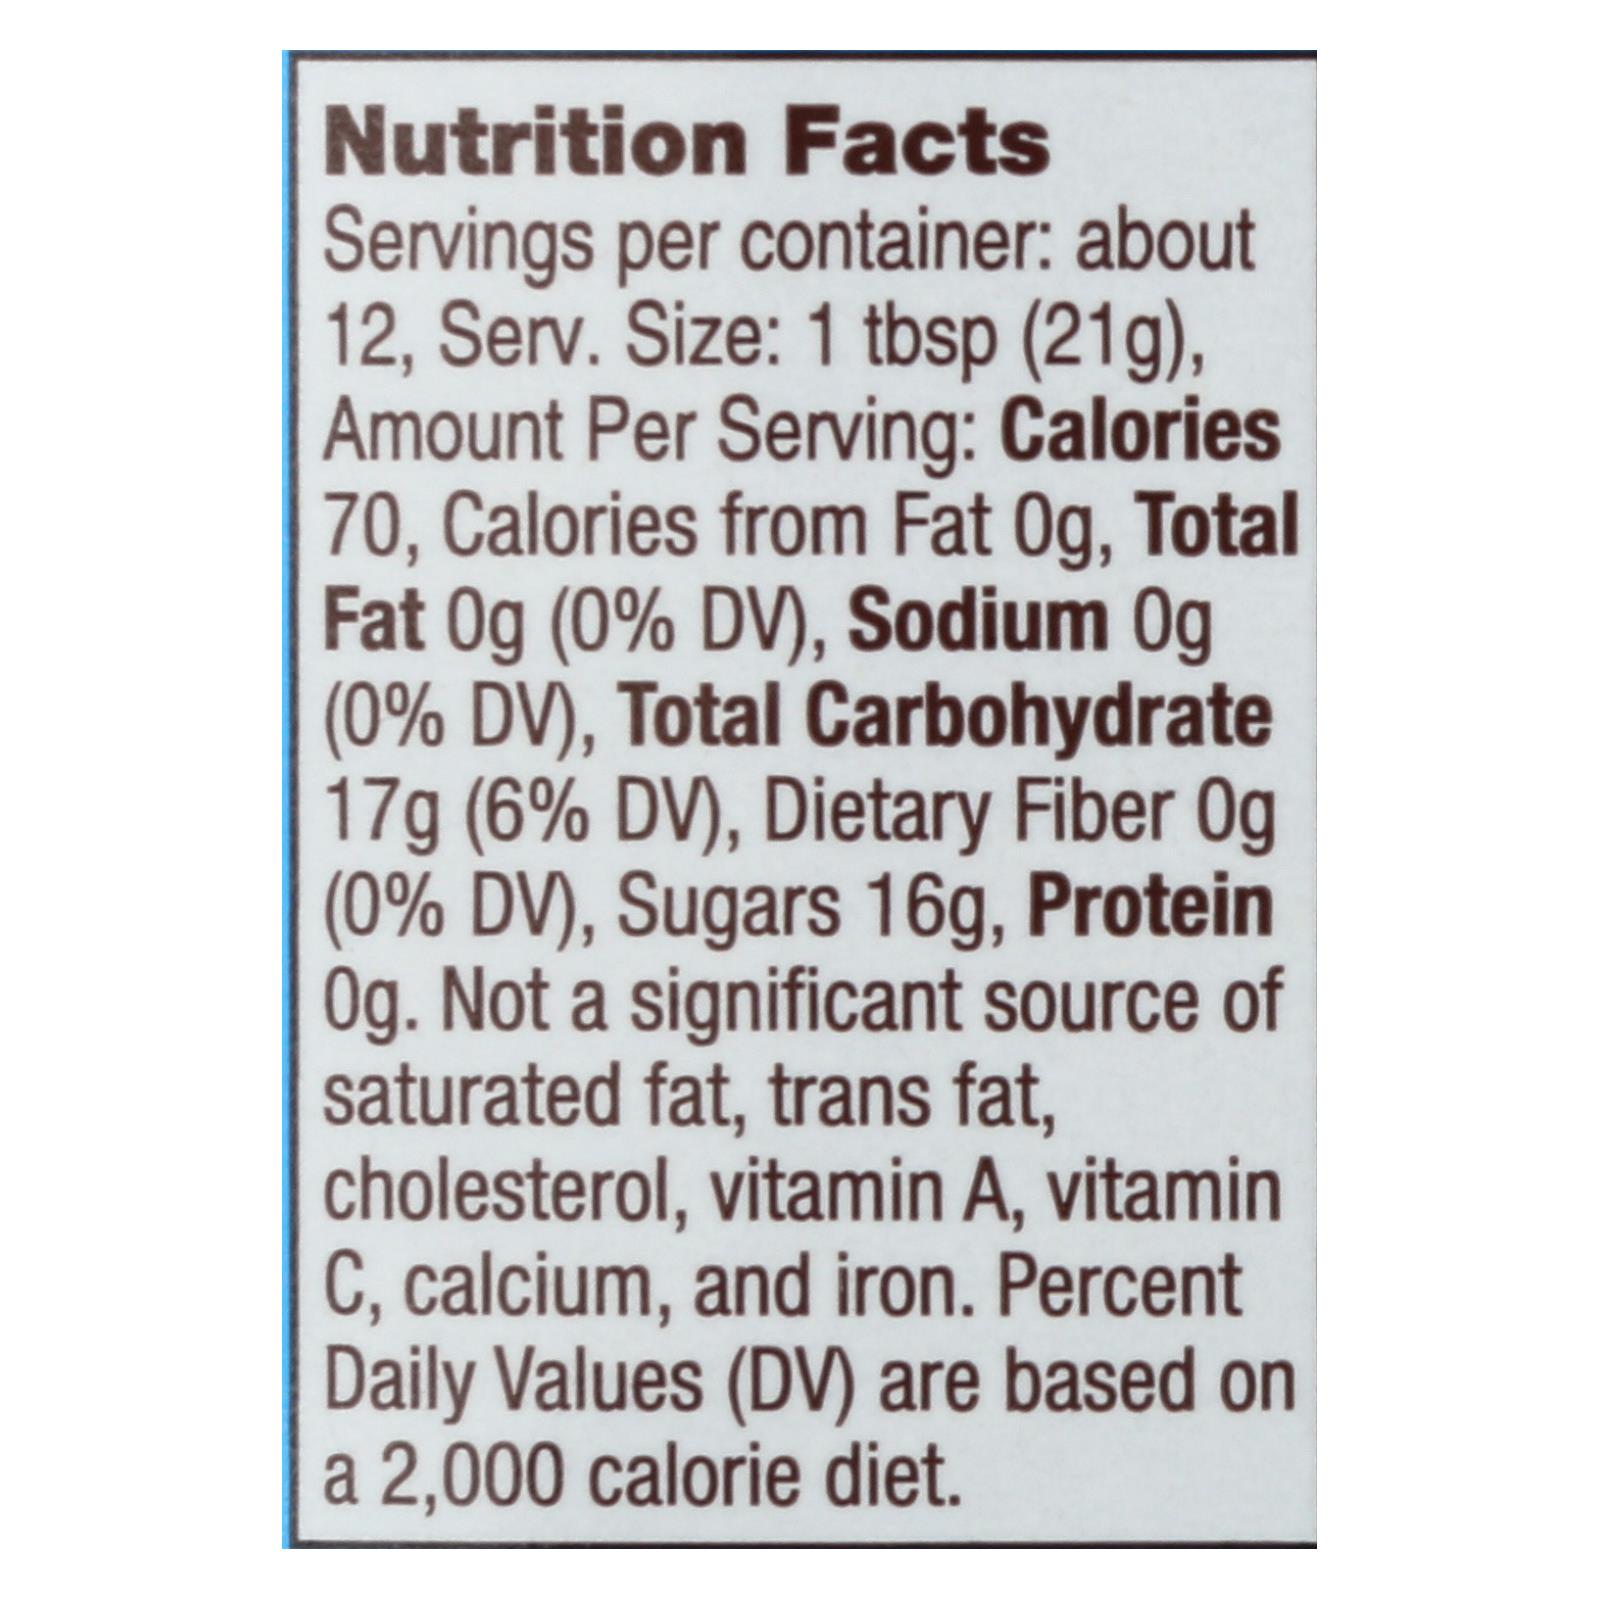 Nutrition Facts
Servings per container: about
12, Serv. Size: 1 tbsp (21g),
Amount Per Serving: Calories
70, Calories from Fat 0g, Total
Fat 0g (0% DV), Sodium 0g
(0% DV), Total Carbohydrate
17g (6% DV), Dietary Fiber 0g
(0% DV), Sugars 16g, Protein
0g. Not a significant source of
saturated fat, trans fat,
cholesterol, vitamin A, vitamin
C, calcium, and iron. Percent
Daily Values (DV) are based on
a 2,000 calorie diet.